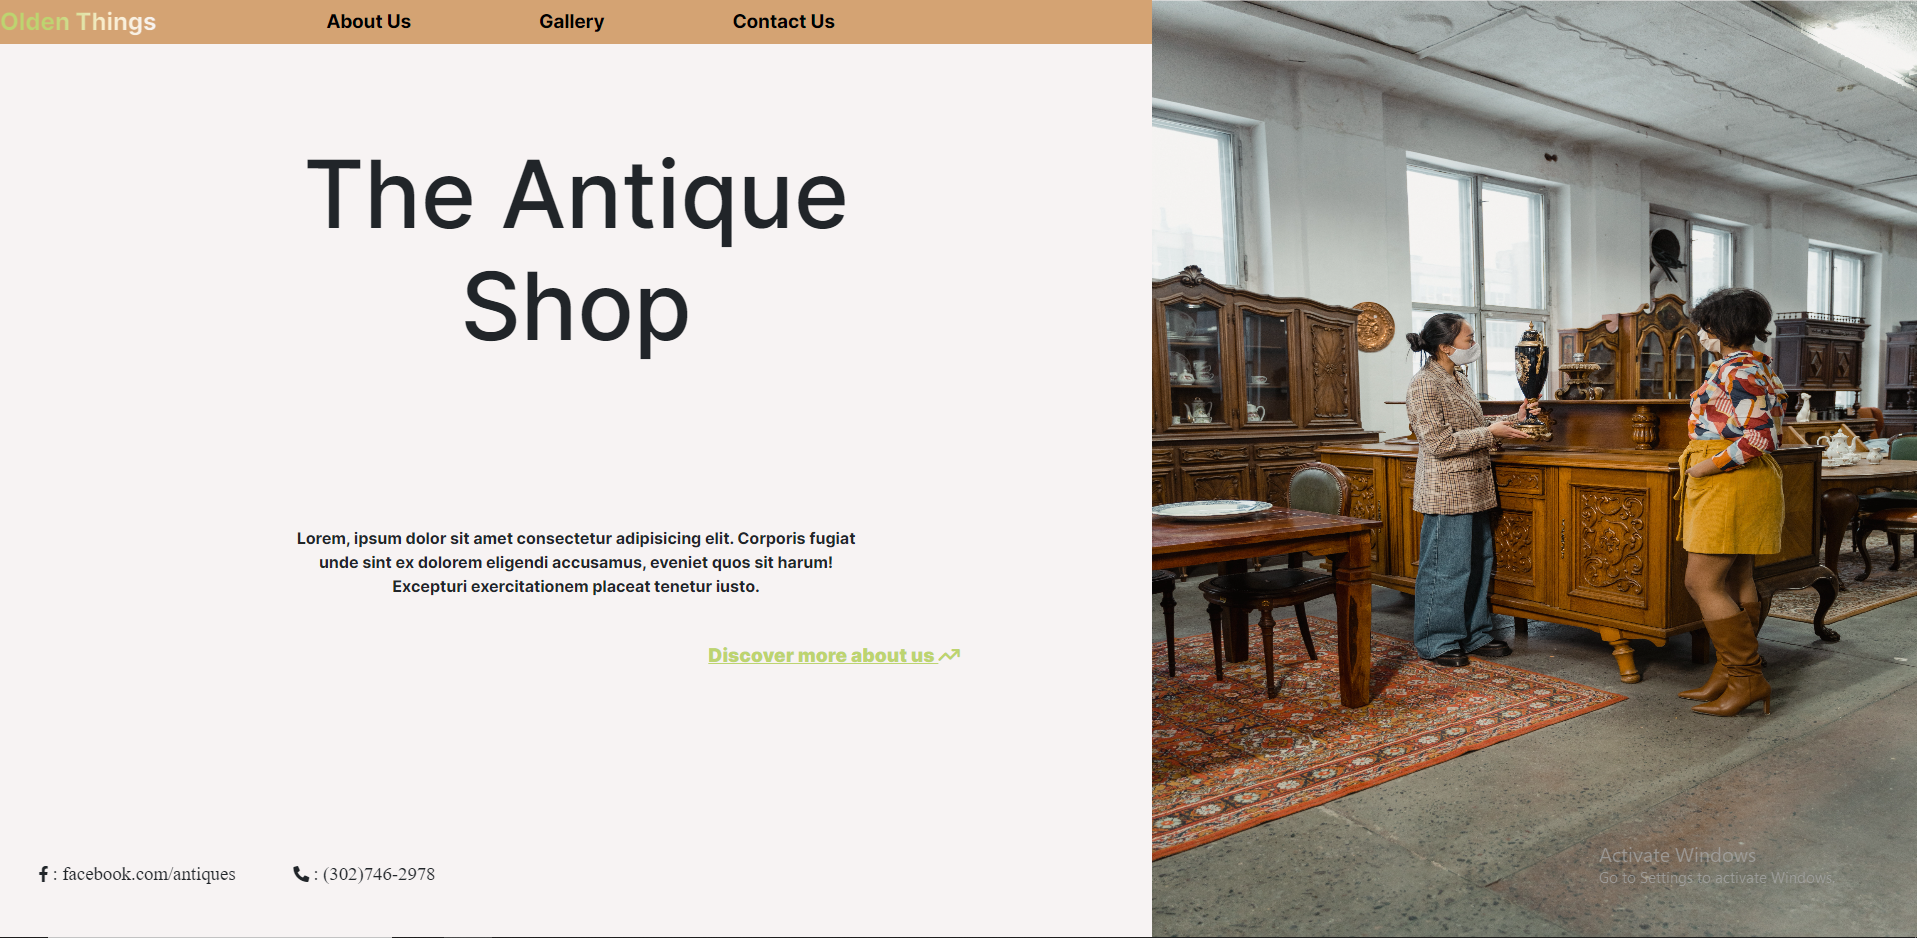 Olden Things
About Us
Gallery
Contact Us
The Antique
Shop
Lorem, ipsum dolor sit amet consectetur adipisicing elit. Corporis fugiat
unde sint ex dolorem eligendi accusamus, eveniet quos sit harum!
Excepturi exercitationem placeat tenetur iusto.
Discover more about us
: facebook.com/antiques
: (302)746-2978
Activate Windows
Go to Settings to activate Windows.